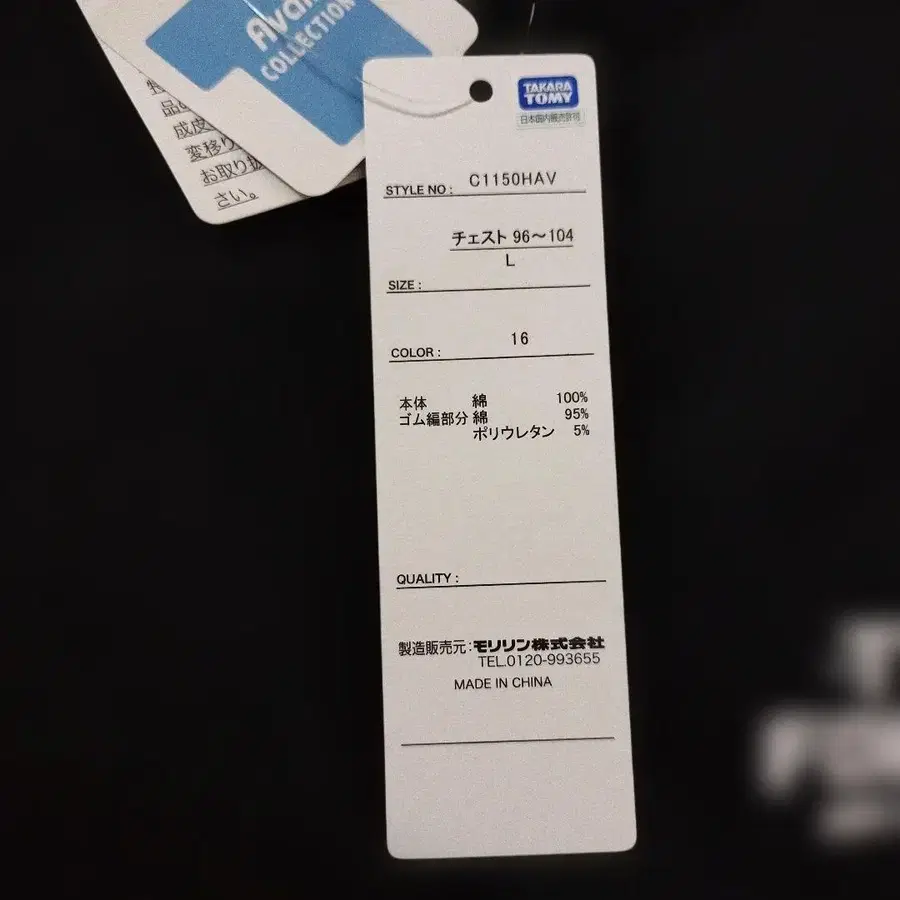 COLLECTION
品
成皮
変移り
お取り扱
さい。
TAKARA
TOMY
日本国内販売許可
STYLE NO : C1150HAV
チェスト 96～104
L
SIZE :
COLOR : 16
本体 綿 100%
ゴム編部分 綿 95%
ポリウレタン 5%
QUALITY :
製造販売元:モリリン株式会社
TEL.0120-993655
MADE IN CHINA